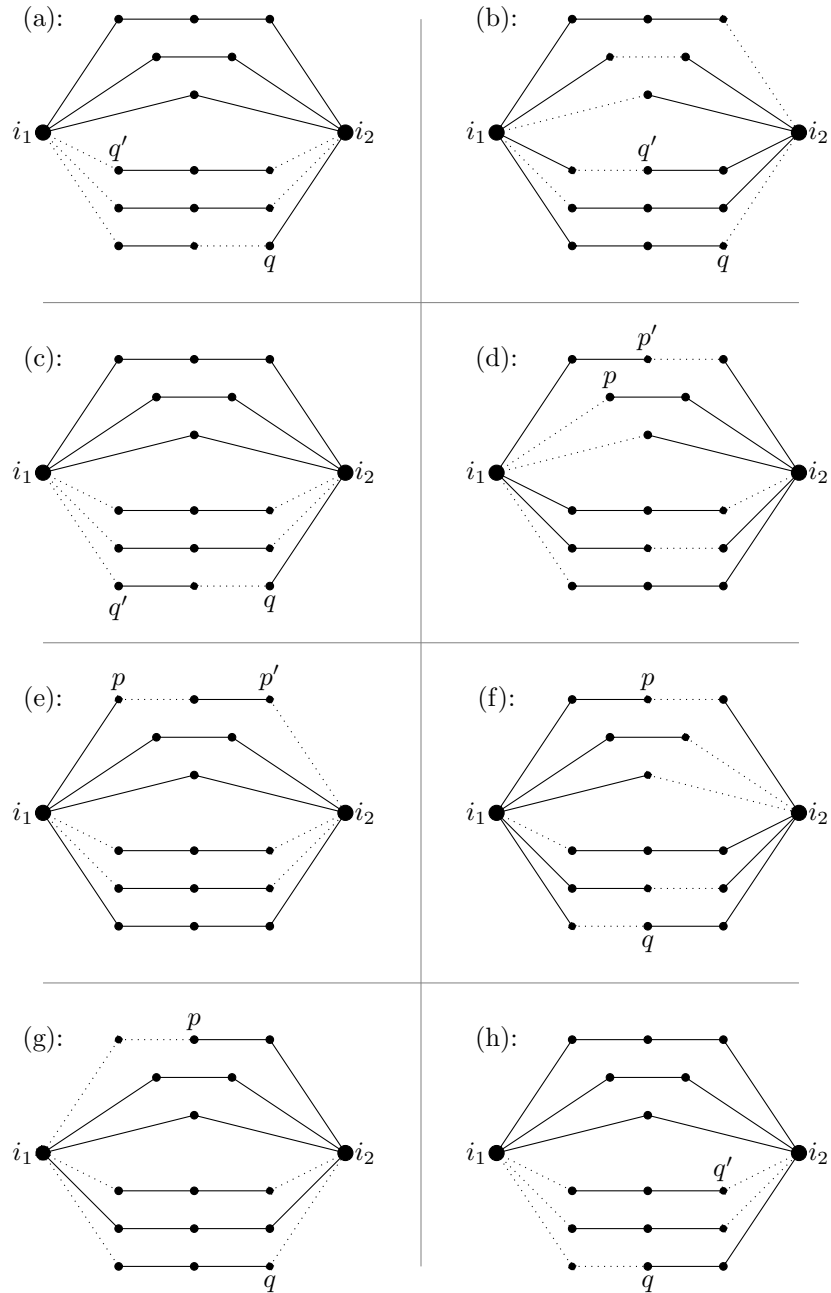 (a):
i₁
q′
i₂
q
(b):
i₁
q′
i₂
q
(c):
i₁
i₂
q′
q
(d):
p′
p
i₁
i₂
(e):
p
p′
i₁
i₂
(f):
p
i₁
i₂
q
(g):
p
i₁
i₂
q
(h):
i₁
i₂
q′
q